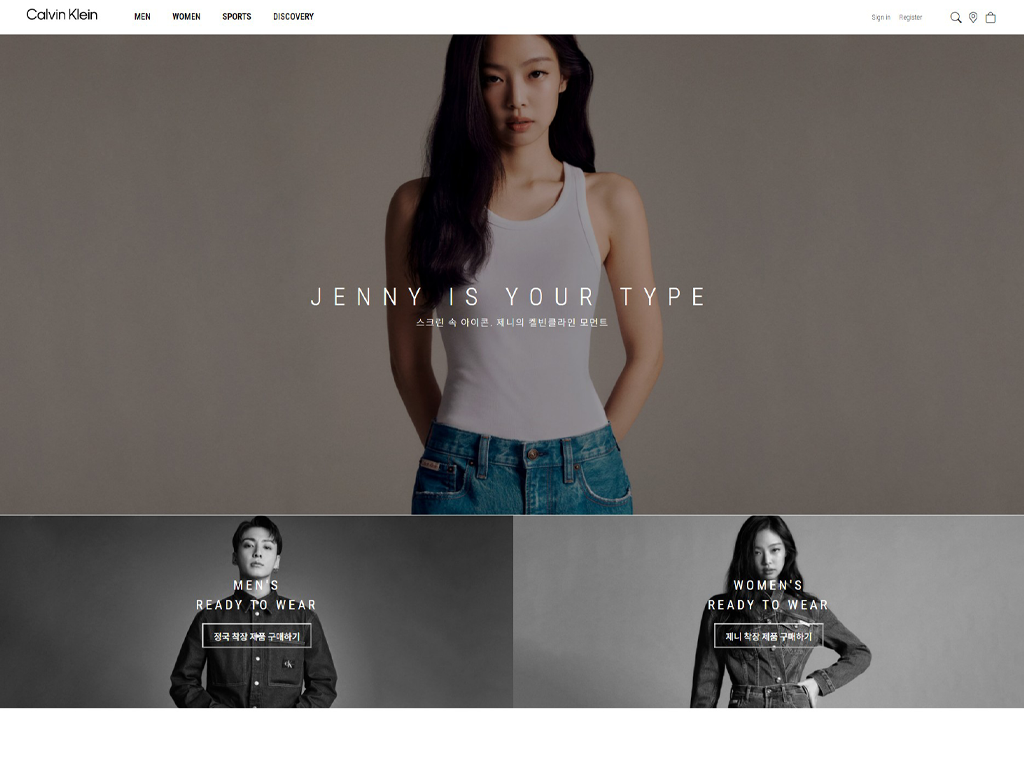 Calvin Klein
MEN WOMEN SPORTS DISCOVERY
Sign in Register
JENNY IS YOUR TYPE
스크린 속 아이콘, 제니의 켈빈클라인 모먼트
MEN'S
READY TO WEAR
정국 착장 제품 구매하기
CK
WOMEN'S
READY TO WEAR
제니 착장 제품 구매하기